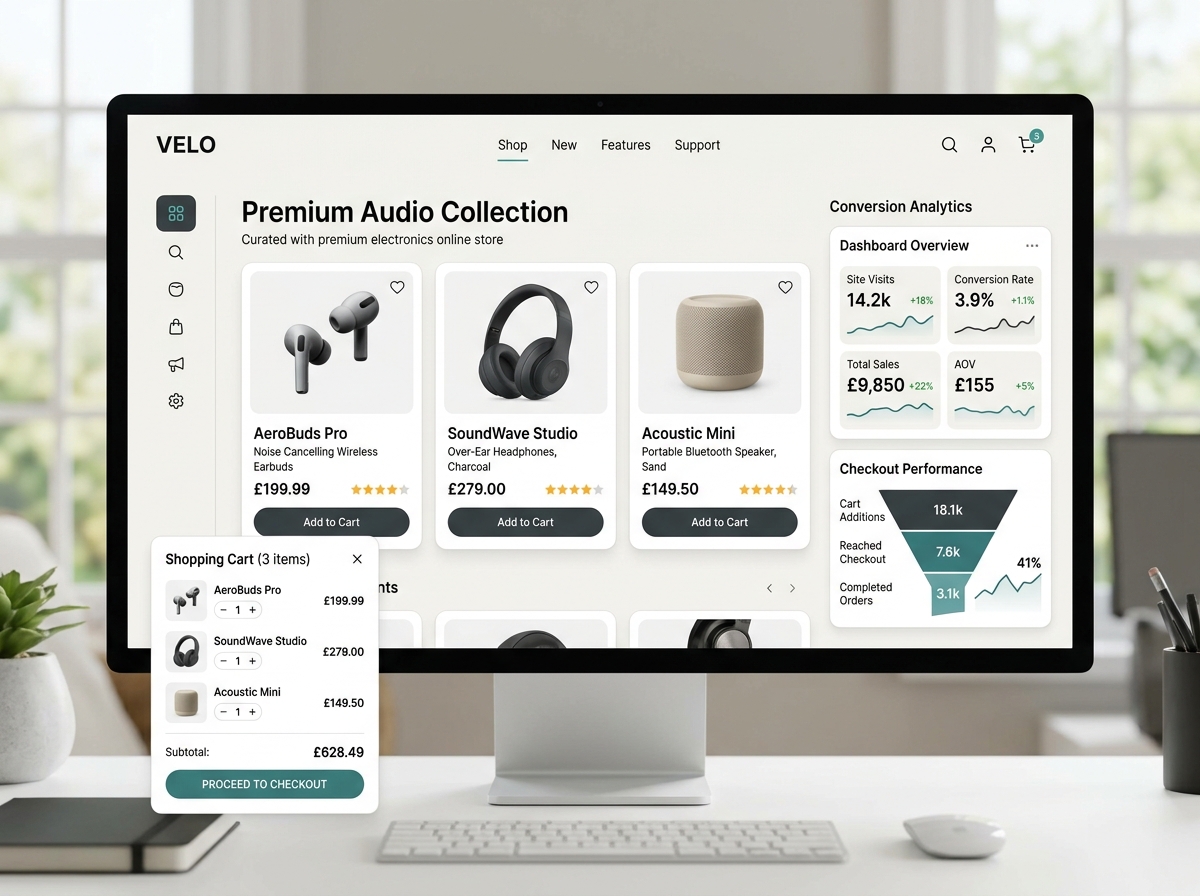 VELO
Shop
New
Features
Support
3
Premium Audio Collection
Curated with premium electronics online store
AeroBuds Pro
Noise Cancelling Wireless
Earbuds
£199.99
Add to Cart
SoundWave Studio
Over-Ear Headphones,
Charcoal
£279.00
Add to Cart
Acoustic Mini
Portable Bluetooth Speaker,
Sand
£149.50
Add to Cart
Conversion Analytics
Dashboard Overview
Site Visits
14.2k +18%
Conversion Rate
3.9% +1.1%
Total Sales
£9,850 +22%
AOV
£155 +5%
Checkout Performance
Cart
Additions
18.1k
Reached
Checkout
7.6k
Completed
Orders
3.1k
41%
nts
Shopping Cart (3 items)
AeroBuds Pro
− 1 +
£199.99
SoundWave Studio
− 1 +
£279.00
Acoustic Mini
− 1 +
£149.50
Subtotal: £628.49
PROCEED TO CHECKOUT